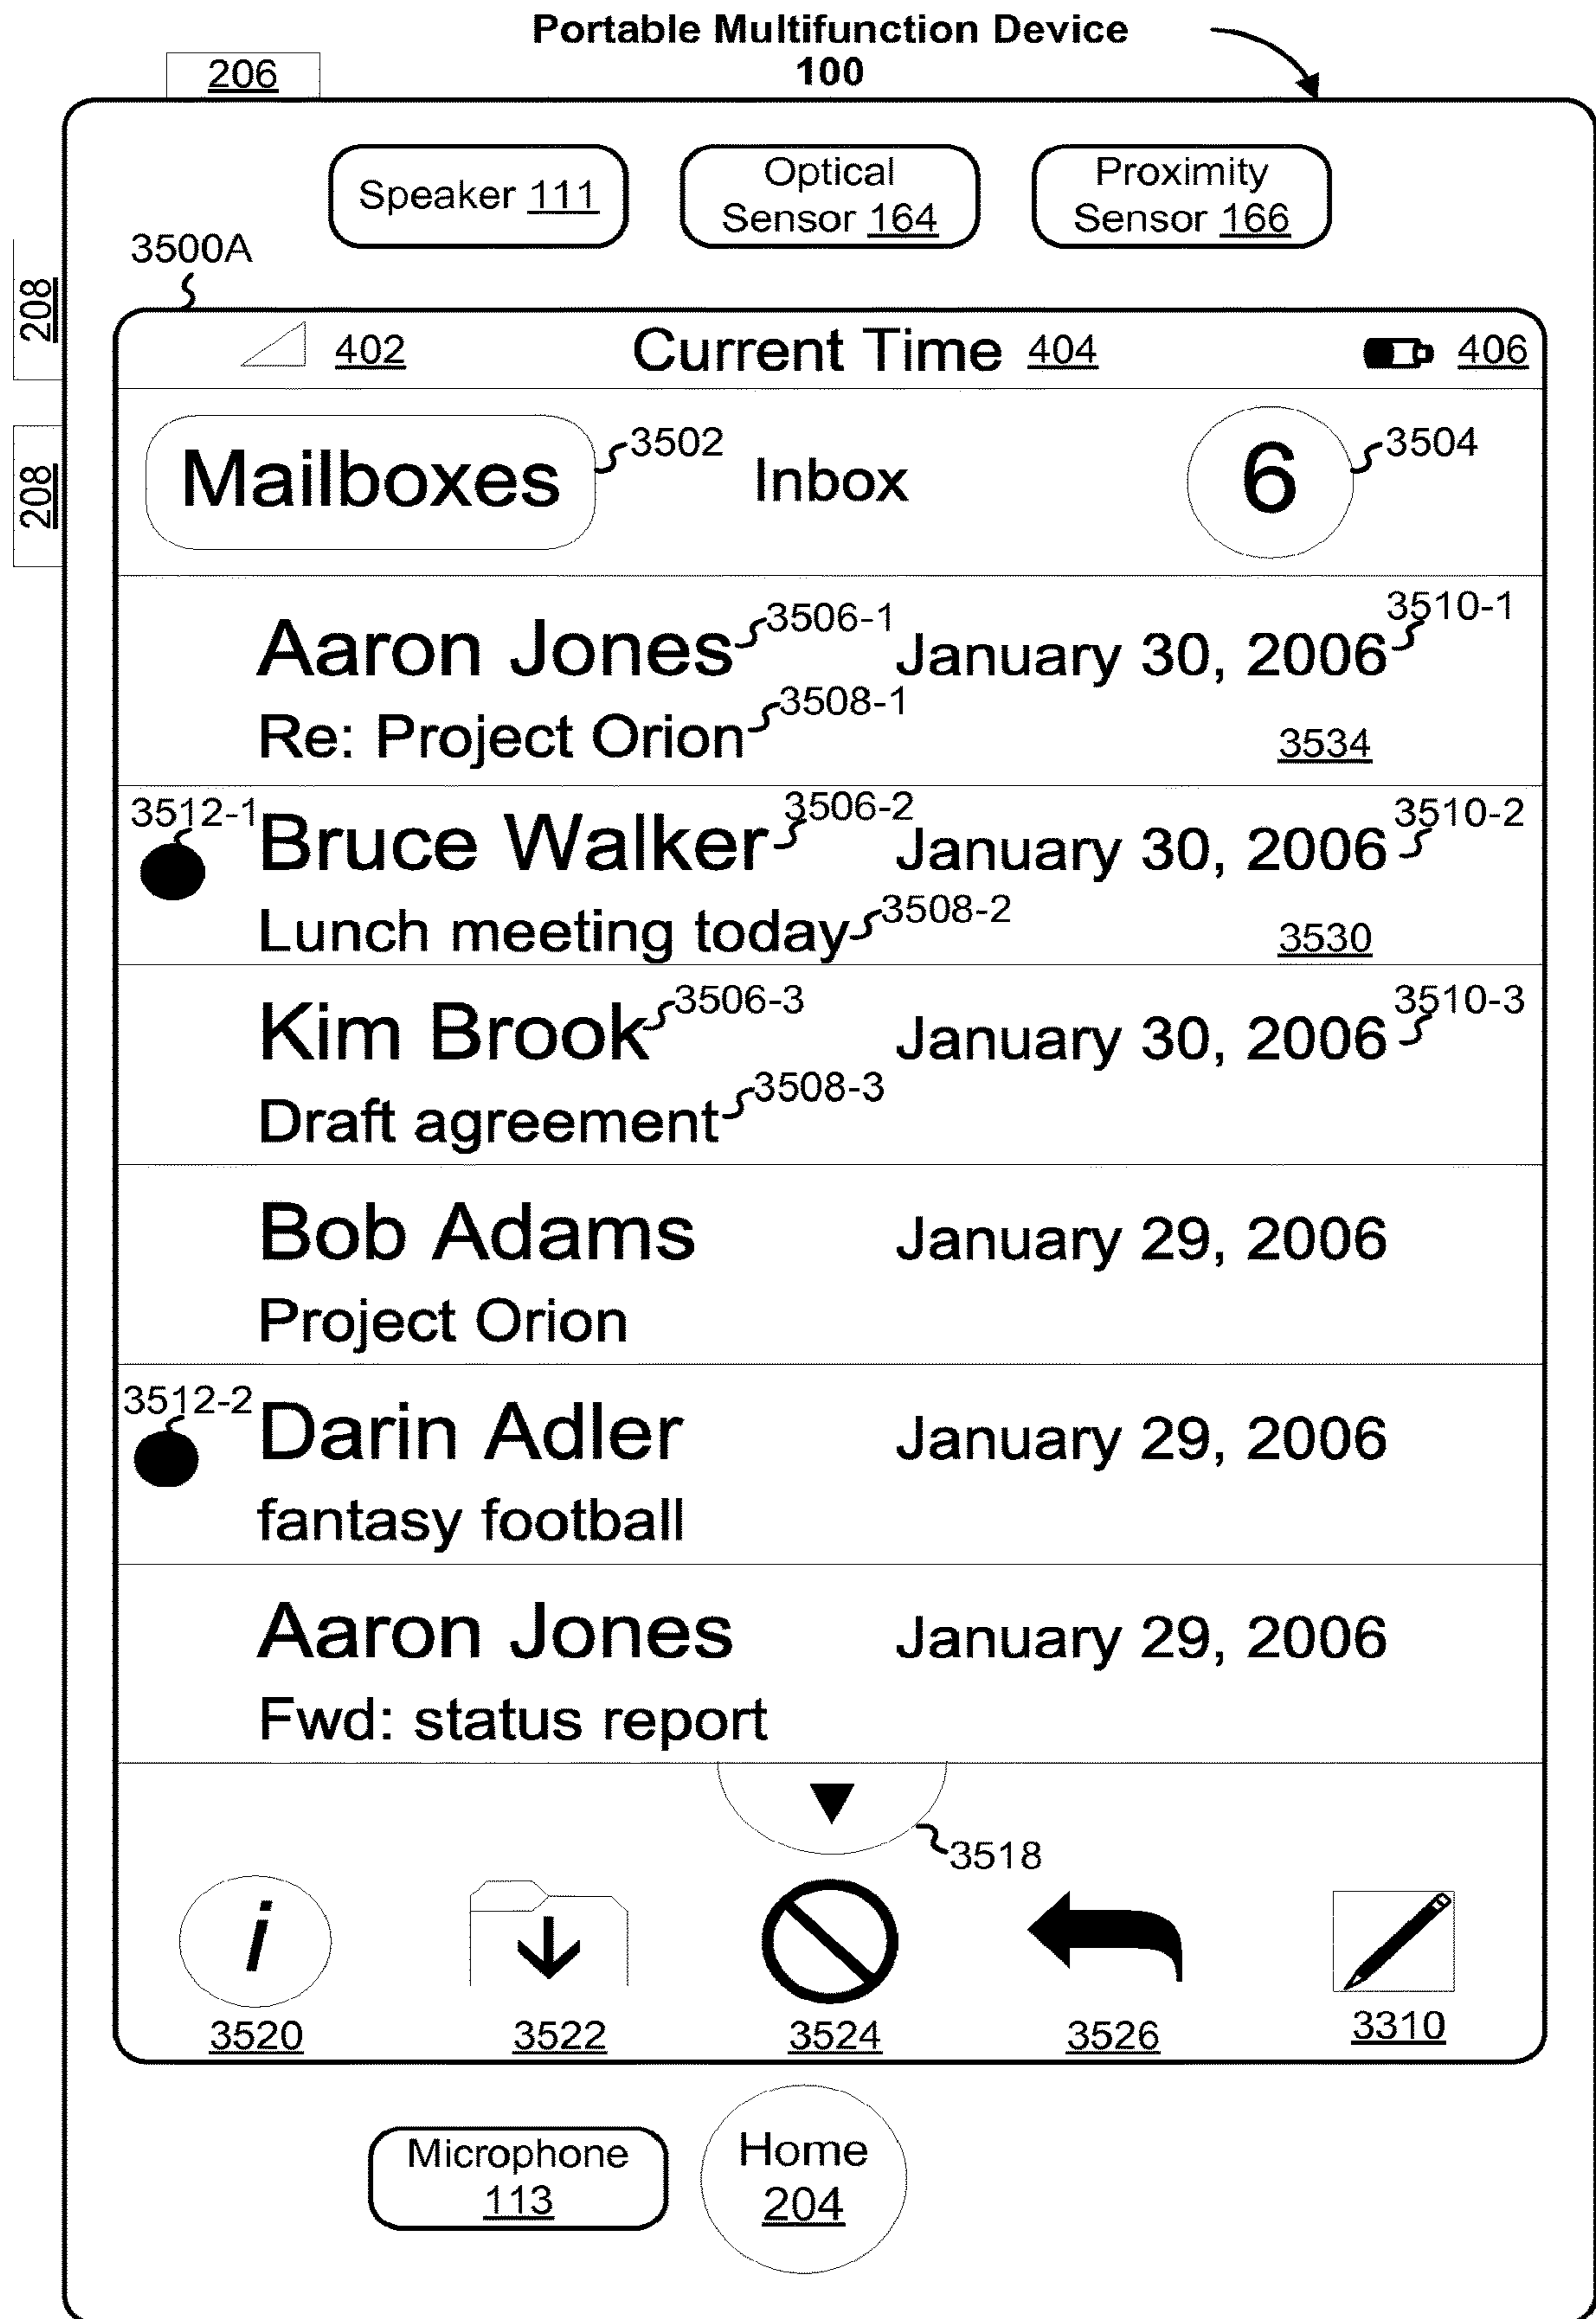 Portable Multifunction Device
100
206
Speaker 111
Optical
Sensor 164
Proximity
Sensor 166
3500A
208
208
402
Current Time 404
406
Mailboxes
3502
Inbox
6
3504
Aaron Jones
3506-1
January 30, 2006
3510-1
Re: Project Orion
3508-1
3534
3512-1
Bruce Walker
3506-2
January 30, 2006
3510-2
Lunch meeting today
3508-2
3530
Kim Brook
3506-3
January 30, 2006
3510-3
Draft agreement
3508-3
Bob Adams
January 29, 2006
Project Orion
3512-2
Darin Adler
January 29, 2006
fantasy football
Aaron Jones
January 29, 2006
Fwd: status report
3518
i
3520
3522
3524
3526
3310
Microphone
113
Home
204